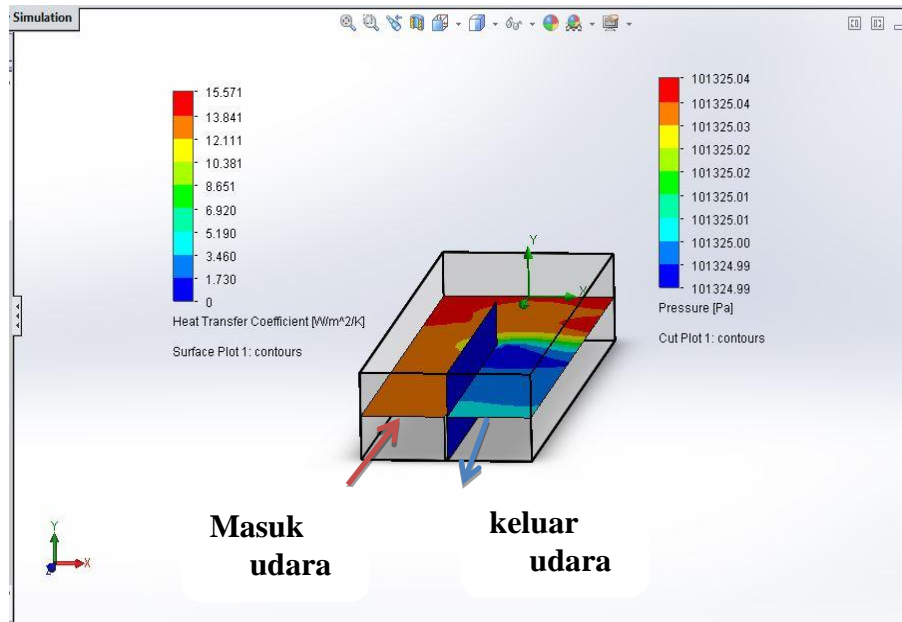 Simulation
15.571
13.841
12.111
10.381
8.651
6.920
5.190
3.460
1.730
0
Heat Transfer Coefficient [W/m^2/K]
Surface Plot 1: contours
101325.04
101325.04
101325.03
101325.02
101325.02
101325.01
101325.01
101325.00
101324.99
101324.99
Pressure [Pa]
Cut Plot 1: contours
Y
X
Masuk
udara
keluar
udara
Y
X
Z